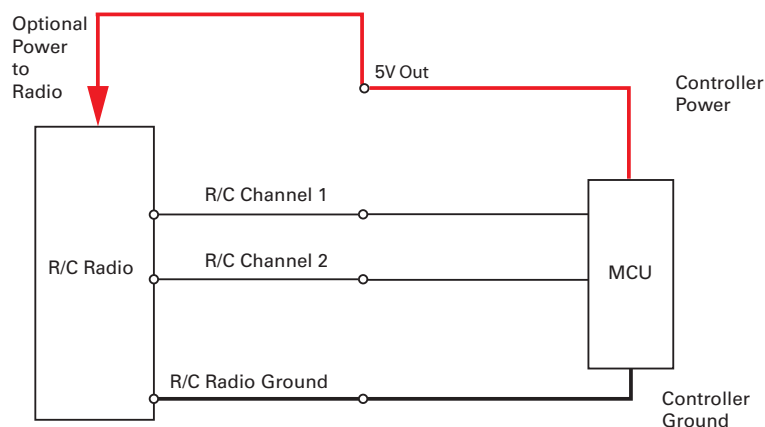 Optional
Power
to
Radio
5V Out
Controller
Power
R/C Channel 1
R/C Radio
R/C Channel 2
MCU
R/C Radio Ground
Controller
Ground